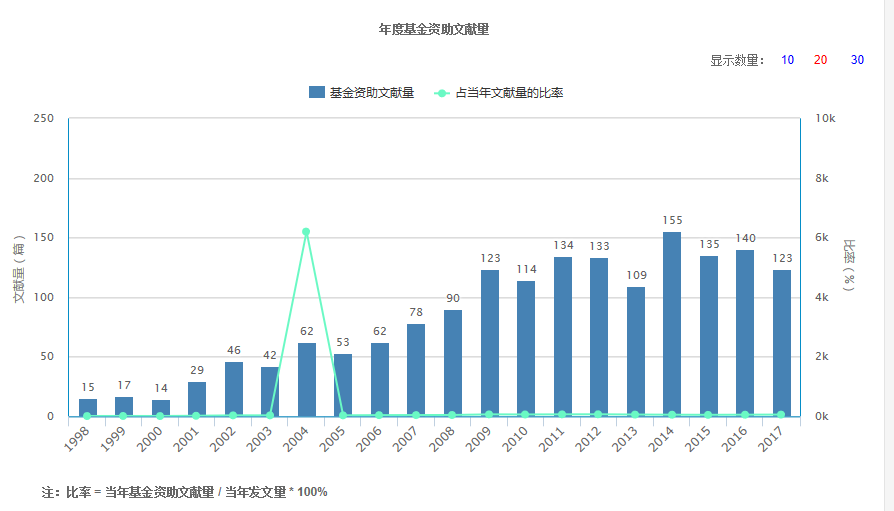 年度基金资助文献量
显示数量： 10 20 30
基金资助文献量 占当年文献量的比率
250 10k
200 8k
150 6k
100 4k
50 2k
0 0k
文献量（篇）
比率（%）
15 17 14 29 46 42 62 53 62 78 90 123 114 134 133 109 155 135 140 123
1998 1999 2000 2001 2002 2003 2004 2005 2006 2007 2008 2009 2010 2011 2012 2013 2014 2015 2016 2017
注：比率 = 当年基金资助文献量 / 当年发文量 * 100%